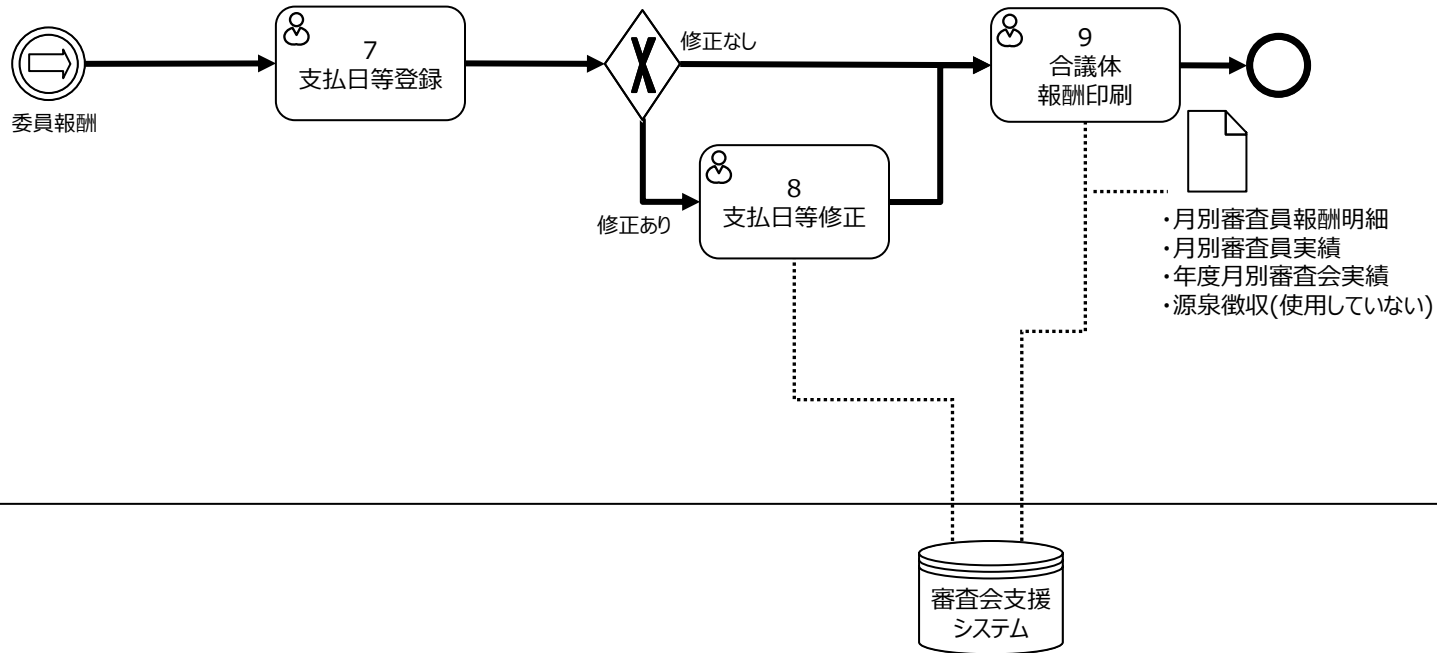 委員報酬
7
支払日等登録
修正なし
修正あり
8
支払日等修正
9
合議体
報酬印刷
・月別審査員報酬明細
・月別審査員実績
・年度月別審査会実績
・源泉徴収(使用していない)
審査会支援
システム